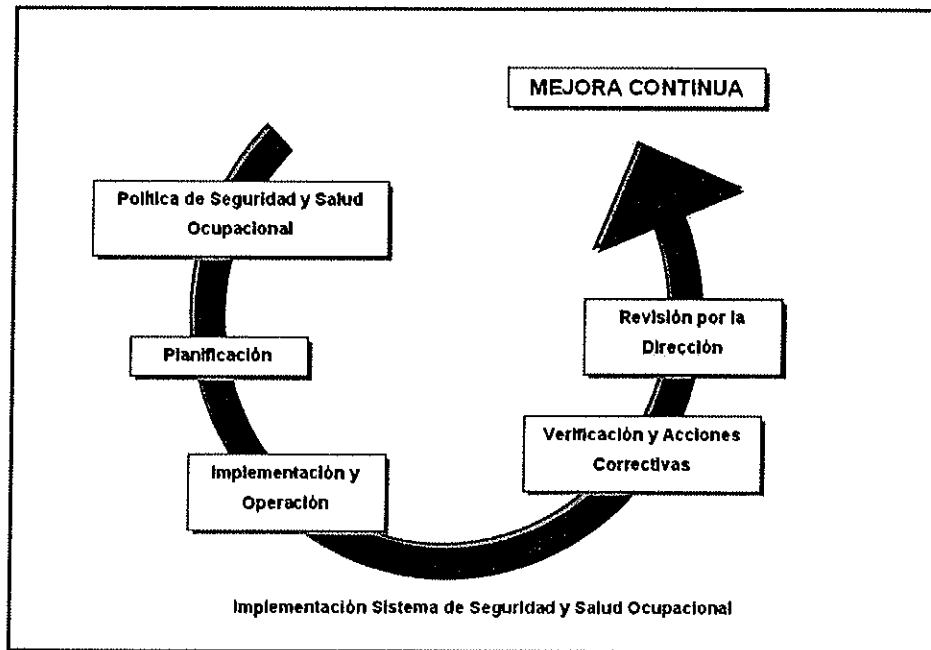 MEJORA CONTINUA
Política de Seguridad y Salud
Ocupacional
Planificación
Implementación y
Operación
Verificación y Acciones
Correctivas
Revisión por la
Dirección
Implementación Sistema de Seguridad y Salud Ocupacional